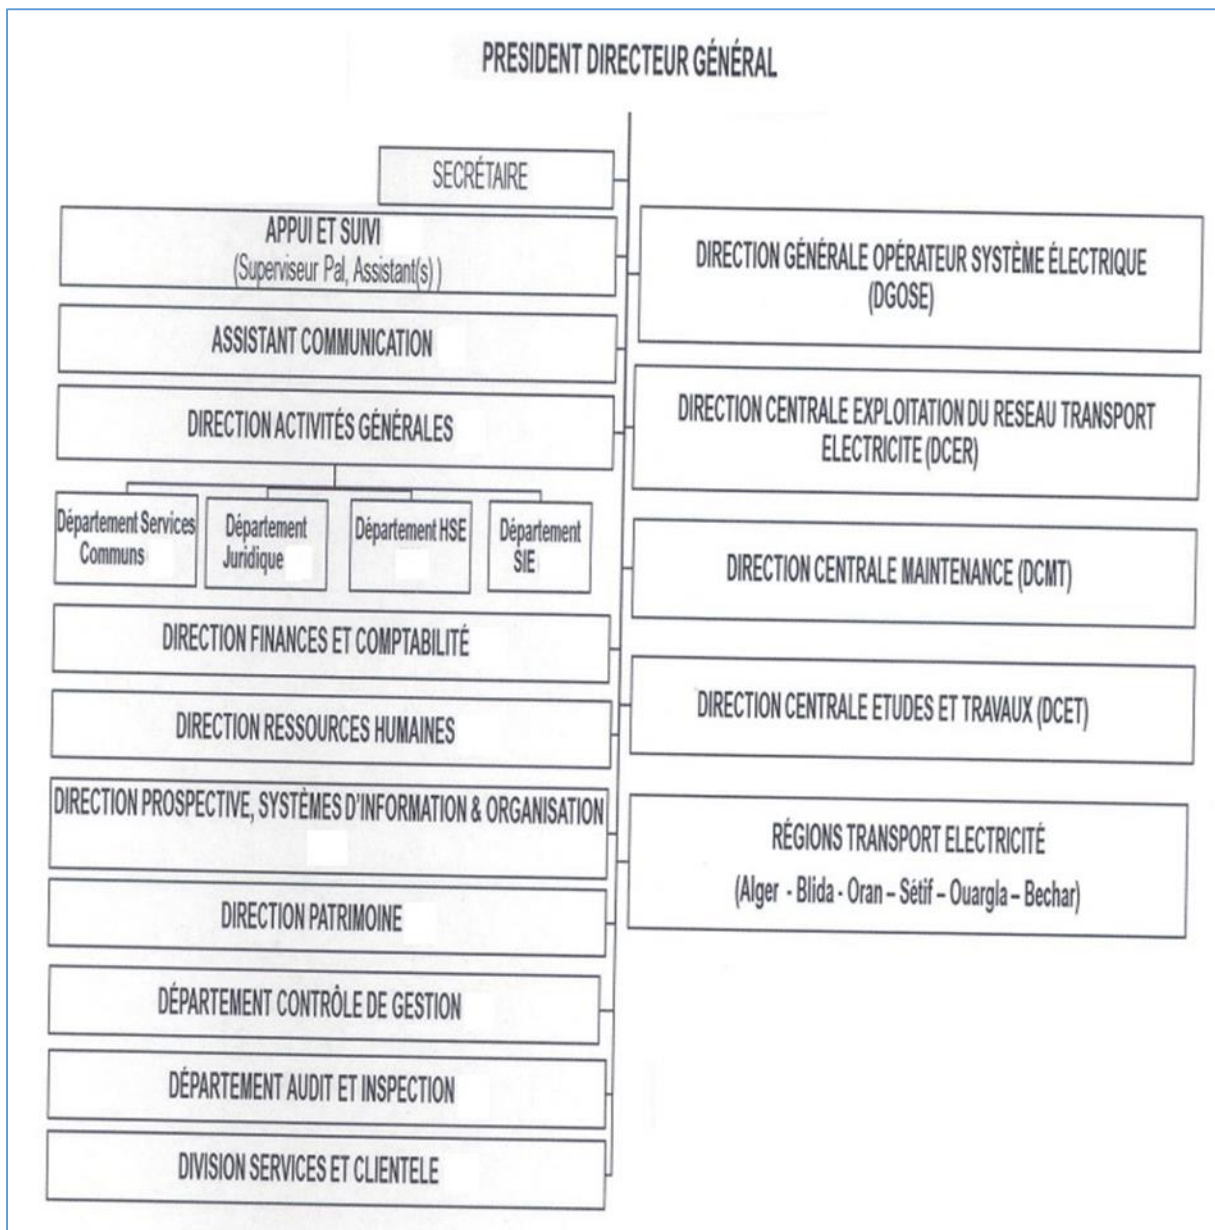 PRESIDENT DIRECTEUR GÉNÉRAL
SECRÉTAIRE
APPUI ET SUIVI
(Superviseur Pal, Assistant(s) )
ASSISTANT COMMUNICATION
DIRECTION ACTIVITÉS GÉNÉRALES
Département Services
Communs
Département
Juridique
Département HSE
Département
SIE
DIRECTION FINANCES ET COMPTABILITÉ
DIRECTION RESSOURCES HUMAINES
DIRECTION PROSPECTIVE, SYSTÈMES D'INFORMATION & ORGANISATION
DIRECTION PATRIMOINE
DÉPARTEMENT CONTRÔLE DE GESTION
DÉPARTEMENT AUDIT ET INSPECTION
DIVISION SERVICES ET CLIENTELE
DIRECTION GÉNÉRALE OPÉRATEUR SYSTÈME ÉLECTRIQUE
(DGOSE)
DIRECTION CENTRALE EXPLOITATION DU RESEAU TRANSPORT
ELECTRICITE (DCER)
DIRECTION CENTRALE MAINTENANCE (DCMT)
DIRECTION CENTRALE ETUDES ET TRAVAUX (DCET)
RÉGIONS TRANSPORT ELECTRICITÉ
(Alger - Blida - Oran – Sétif – Ouargla – Bechar)